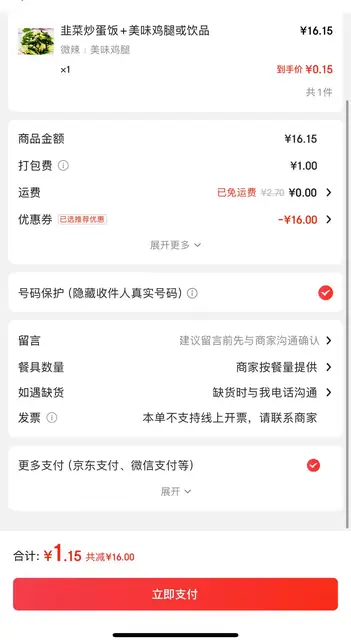 韭菜炒蛋饭+美味鸡腿或饮品 ¥16.15
微辣；美味鸡腿
×1 到手价 ¥0.15
共1件
商品金额 ¥16.15
打包费 ¥1.00
运费 已免运费 ¥2.70 ¥0.00
优惠券 已选推荐优惠 -¥16.00
展开更多
号码保护（隐藏收件人真实号码）
留言 建议留言前先与商家沟通确认
餐具数量 商家按餐量提供
如遇缺货 缺货时与我电话沟通
发票 本单不支持线上开票，请联系商家
更多支付（京东支付、微信支付等）
展开
合计: ¥1.15 共减¥16.00
立即支付